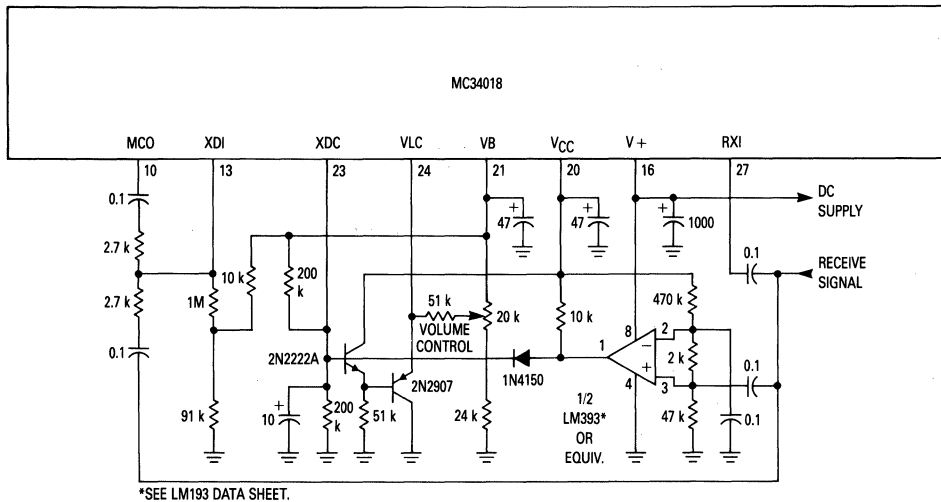 MC34018
MCO XDI XDC VLC VB VCC V+ RXI
10 13 23 24 21 20 16 27
0.1
+
47
+
47
+
1000
DC
SUPPLY
2.7 k
10 k
200
k
0.1
RECEIVE
SIGNAL
2.7 k
1M
51 k
VOLUME
CONTROL
20 k
10 k
470 k
8
2
1
−
2 k
+
3
4
0.1
0.1
2N2222A
1N4150
2N2907
91 k
+
10
200
k
51 k
24 k
1/2
LM393*
OR
EQUIV.
47 k
0.1
*SEE LM193 DATA SHEET.